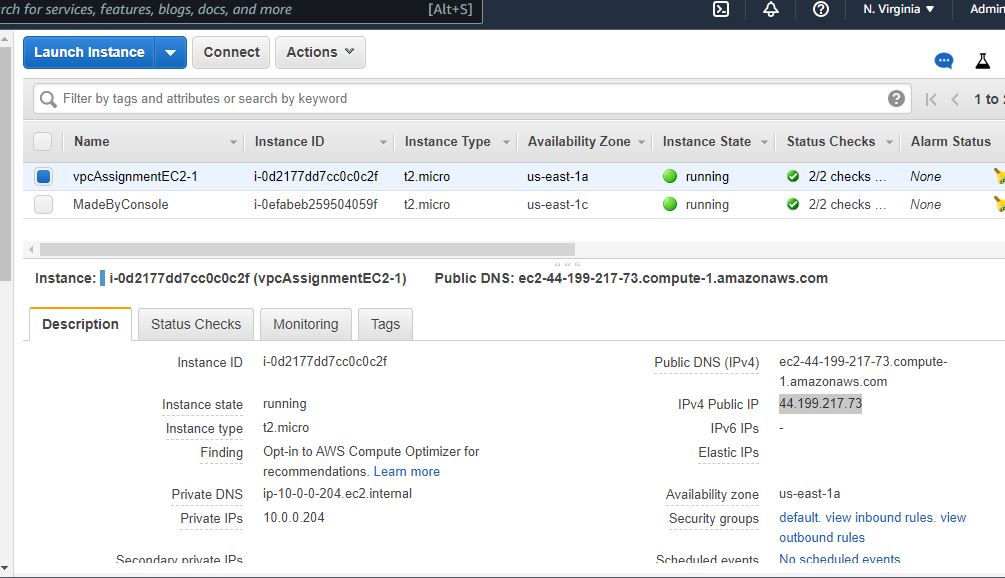 rch for services, features, blogs, docs, and more [Alt+S] N. Virginia Admin
Launch Instance Connect Actions
Filter by tags and attributes or search by keyword 1 to
Name Instance ID Instance Type Availability Zone Instance State Status Checks Alarm Status
vpcAssignmentEC2-1 i-0d2177dd7cc0c0c2f t2.micro us-east-1a running 2/2 checks ... None
MadeByConsole i-0efabeb259504059f t2.micro us-east-1c running 2/2 checks ... None
Instance: i-0d2177dd7cc0c0c2f (vpcAssignmentEC2-1) Public DNS: ec2-44-199-217-73.compute-1.amazonaws.com
Description Status Checks Monitoring Tags
Instance ID i-0d2177dd7cc0c0c2f Public DNS (IPv4) ec2-44-199-217-73.compute-
1.amazonaws.com
Instance state running IPv4 Public IP 44.199.217.73
Instance type t2.micro IPv6 IPs -
Finding Opt-in to AWS Compute Optimizer for Elastic IPs
recommendations. Learn more
Private DNS ip-10-0-0-204.ec2.internal Availability zone us-east-1a
Private IPs 10.0.0.204 Security groups default. view inbound rules. view
outbound rules
Secondary private IPs Scheduled events No scheduled events